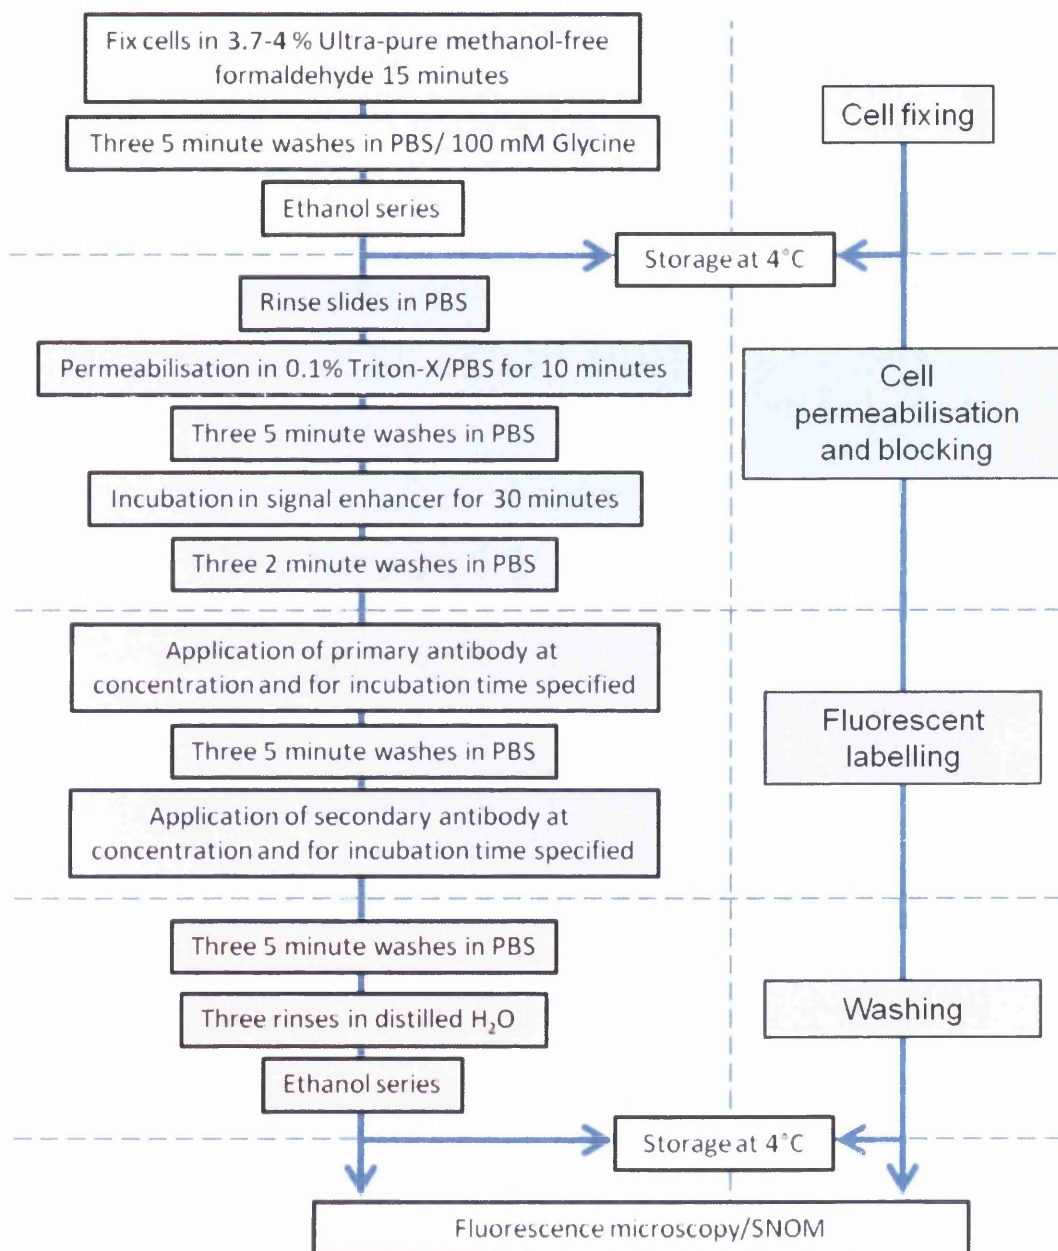 Fix cells in 3.7-4 % Ultra-pure methanol-free
formaldehyde 15 minutes
Cell fixing
Three 5 minute washes in PBS/ 100 mM Glycine
Ethanol series
Storage at 4°C
Rinse slides in PBS
Permeabilisation in 0.1% Triton-X/PBS for 10 minutes
Cell
permeabilisation
and blocking
Three 5 minute washes in PBS
Incubation in signal enhancer for 30 minutes
Three 2 minute washes in PBS
Application of primary antibody at
concentration and for incubation time specified
Fluorescent
labelling
Three 5 minute washes in PBS
Application of secondary antibody at
concentration and for incubation time specified
Three 5 minute washes in PBS
Washing
Three rinses in distilled H₂O
Ethanol series
Storage at 4°C
Fluorescence microscopy/SNOM